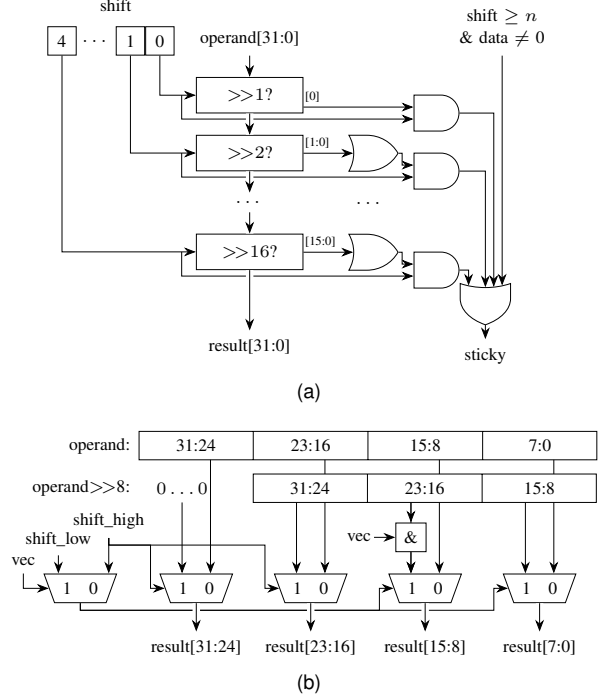 shift
4 ··· 1 0
operand[31:0]
shift ≥ n
& data ≠ 0
>>1?
[0]
>>2?
[1:0]
··· ···
>>16?
[15:0]
result[31:0]
sticky
(a)
operand: 31:24 23:16 15:8 7:0
operand>>8: 0...0 31:24 23:16 15:8
shift_high
shift_low
vec
vec &
1 0 1 0 1 0 1 0 1 0
result[31:24] result[23:16] result[15:8] result[7:0]
(b)